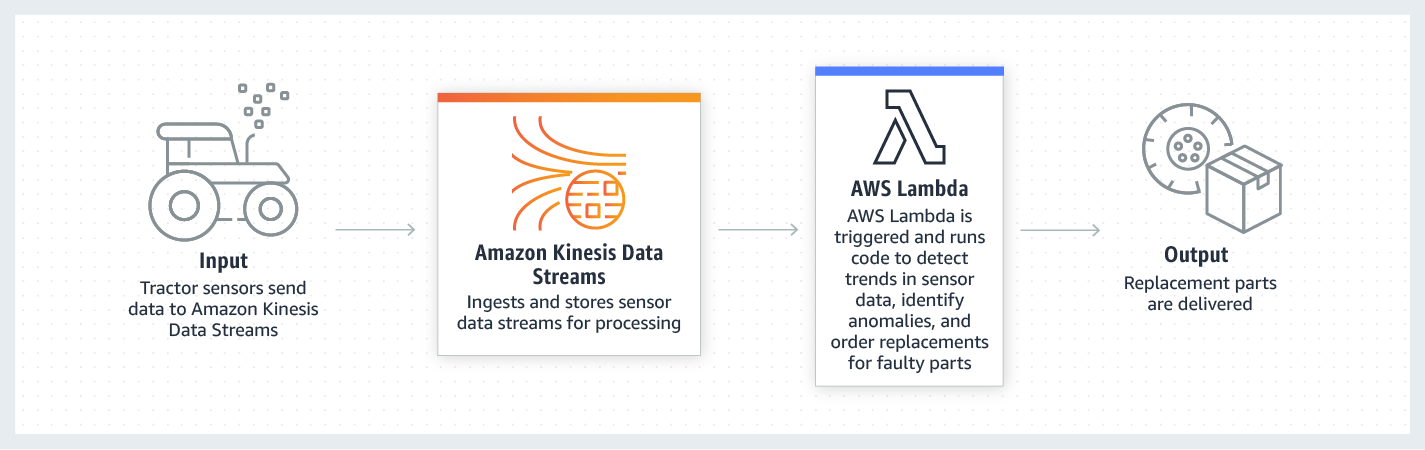 Input
Tractor sensors send
data to Amazon Kinesis
Data Streams
Amazon Kinesis Data
Streams
Ingests and stores sensor
data streams for processing
AWS Lambda
AWS Lambda is
triggered and runs
code to detect
trends in sensor
data, identify
anomalies, and
order replacements
for faulty parts
Output
Replacement parts
are delivered